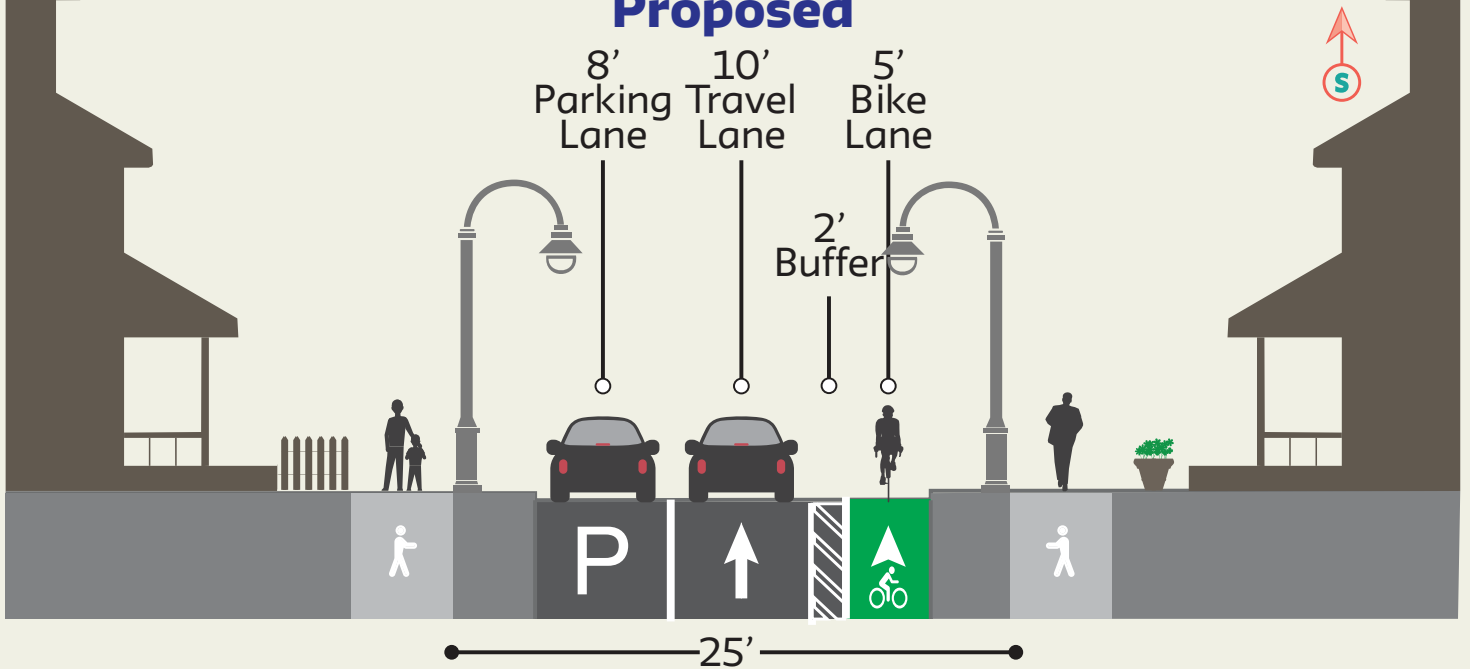 Proposed
8’
Parking
Lane
10’
Travel
Lane
5’
Bike
Lane
2’
Buffer
S
P
25’